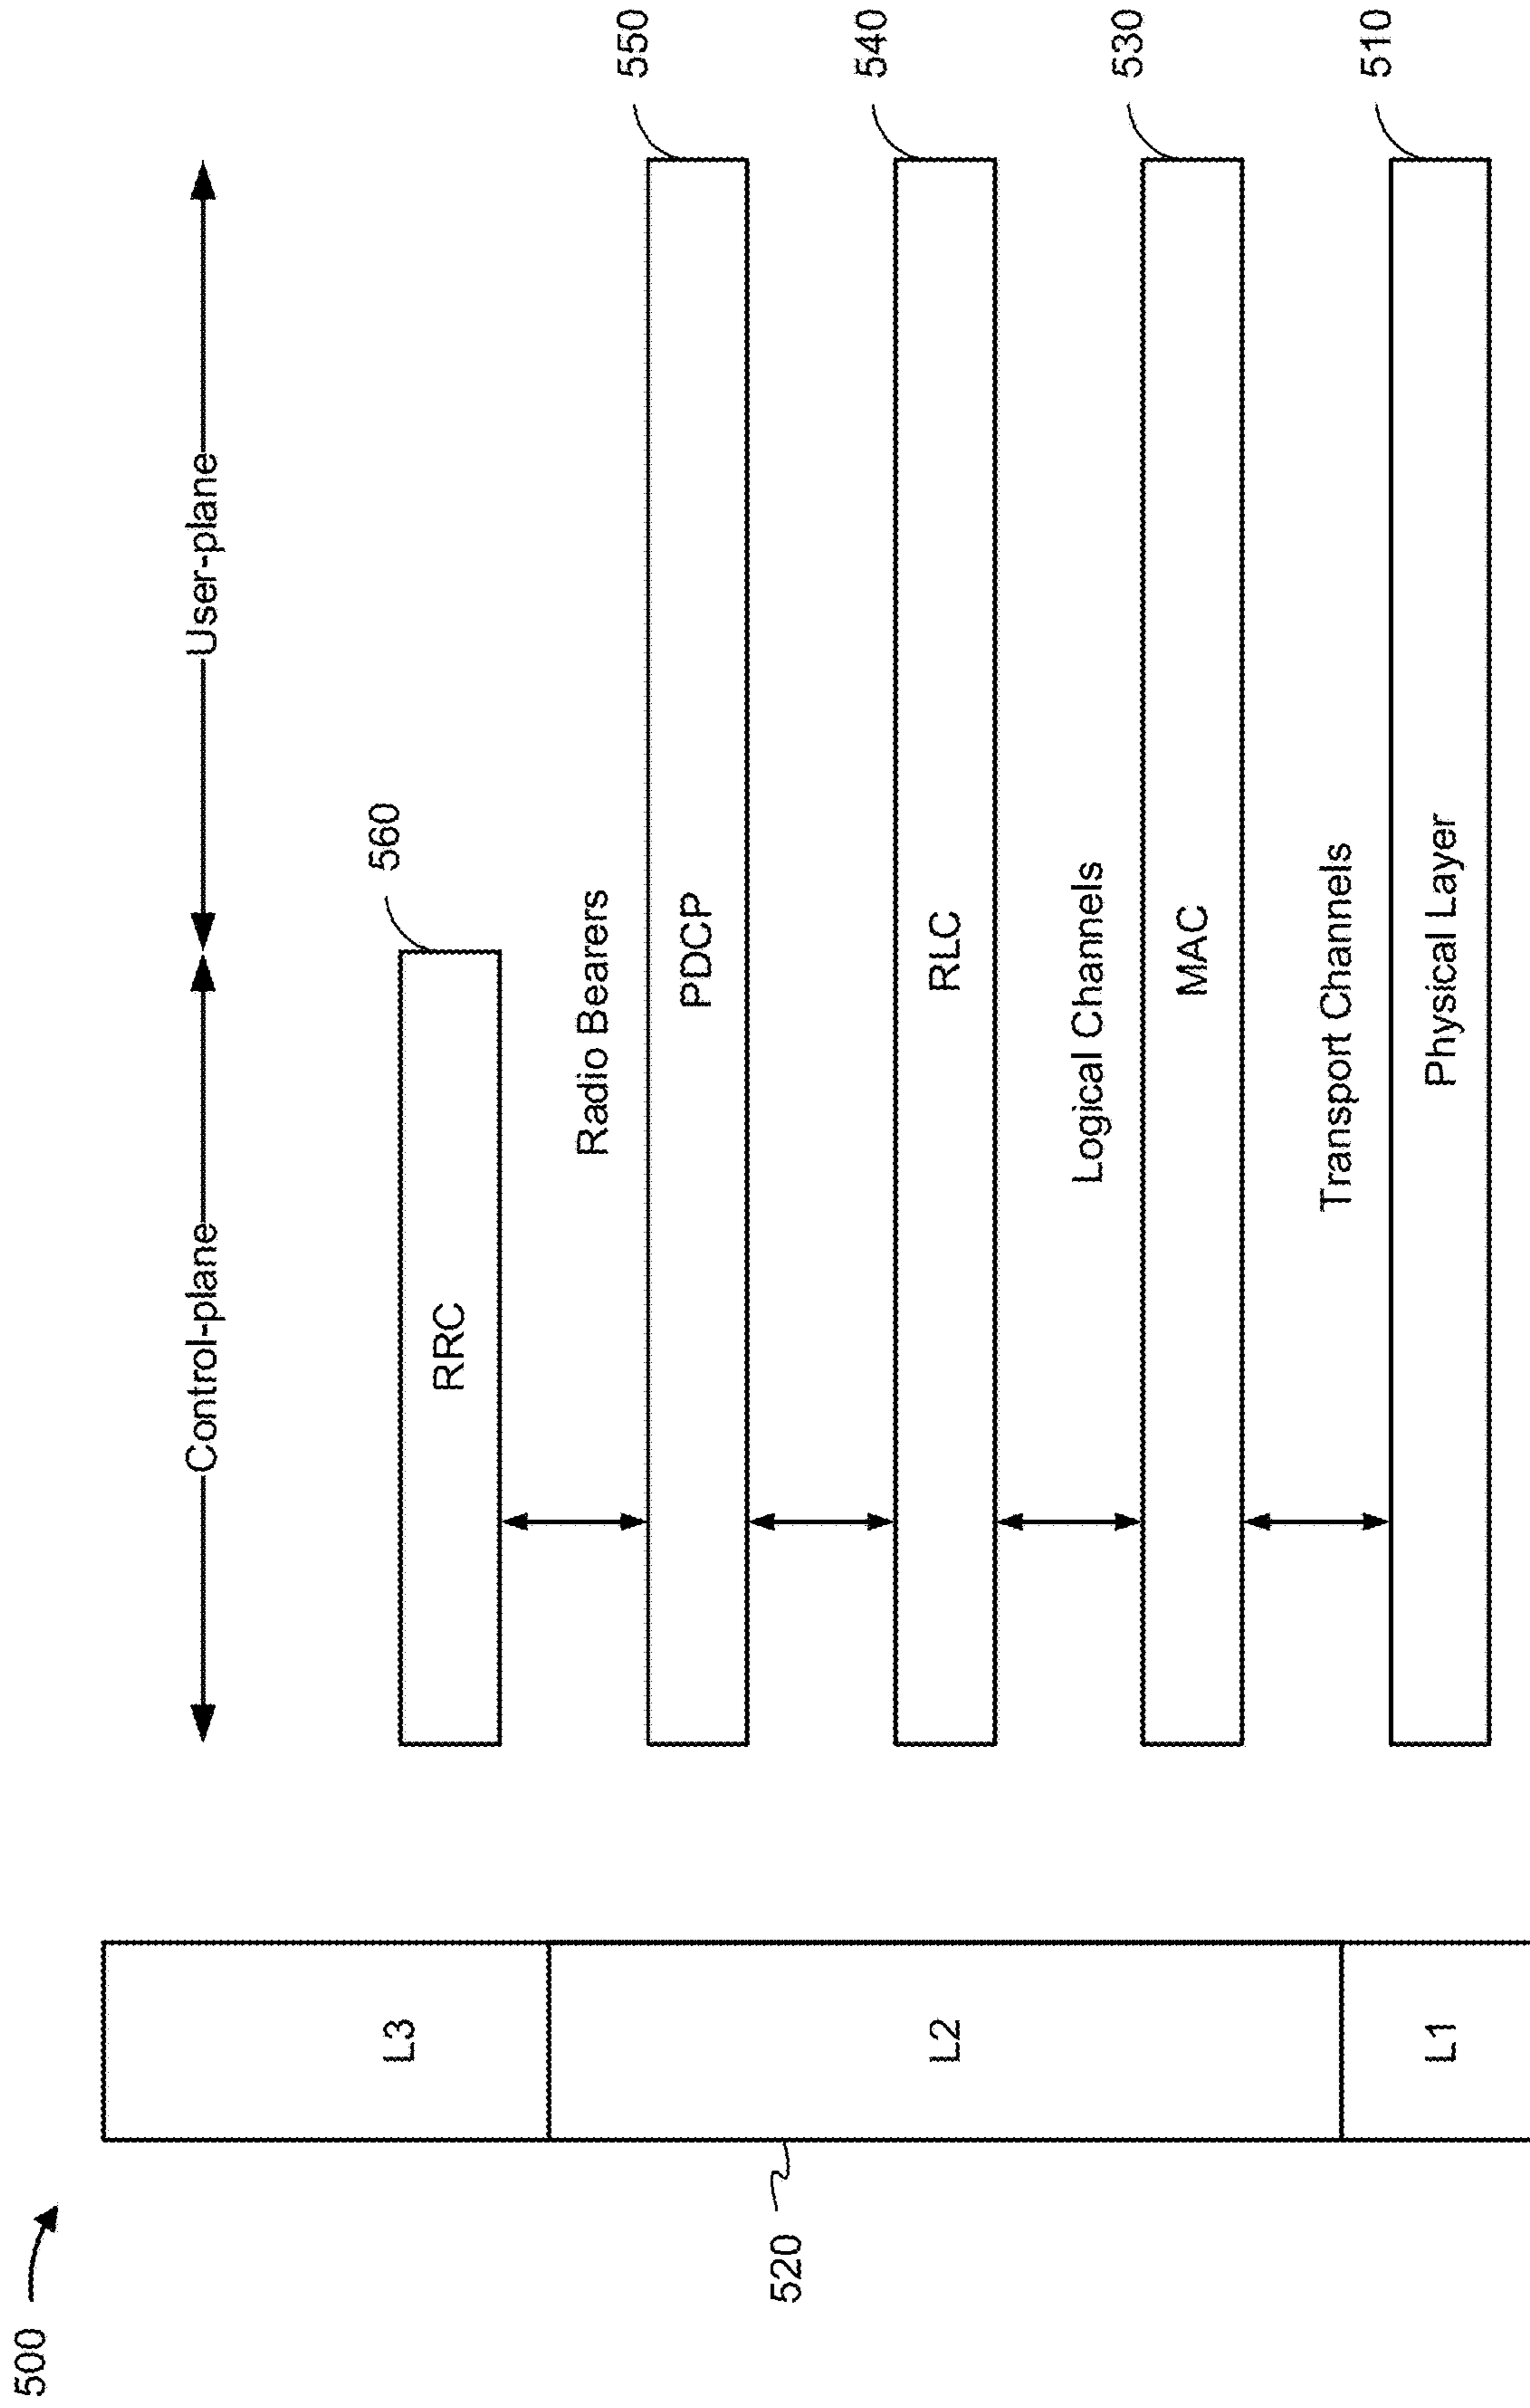 500
Control-plane
User-plane
560
L3
RRC
Radio Bearers
550
520
PDCP
540
L2
RLC
Logical Channels
530
MAC
Transport Channels
510
L1
Physical Layer